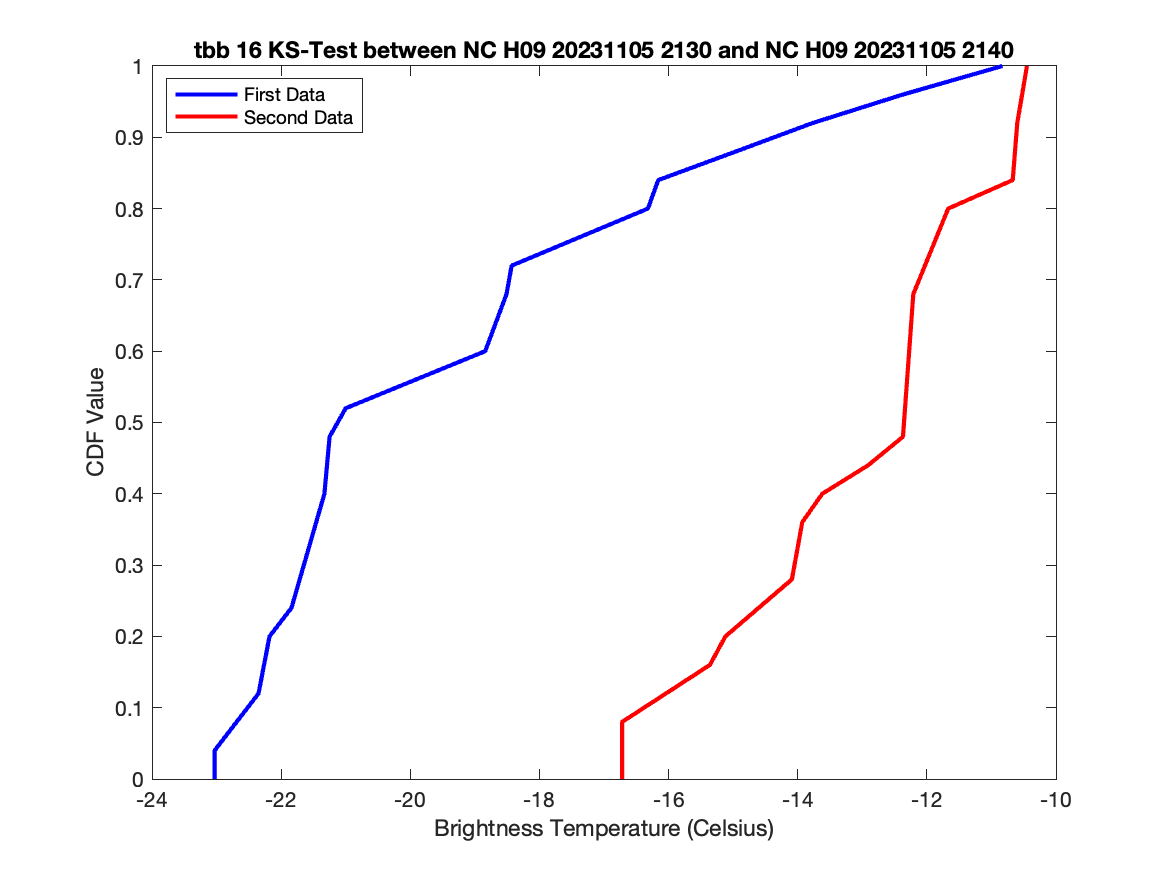 tbb 16 KS-Test between NC H09 20231105 2130 and NC H09 20231105 2140
First Data
Second Data
1
0.9
0.8
0.7
0.6
0.5
0.4
0.3
0.2
0.1
0
CDF Value
-24 -22 -20 -18 -16 -14 -12 -10
Brightness Temperature (Celsius)